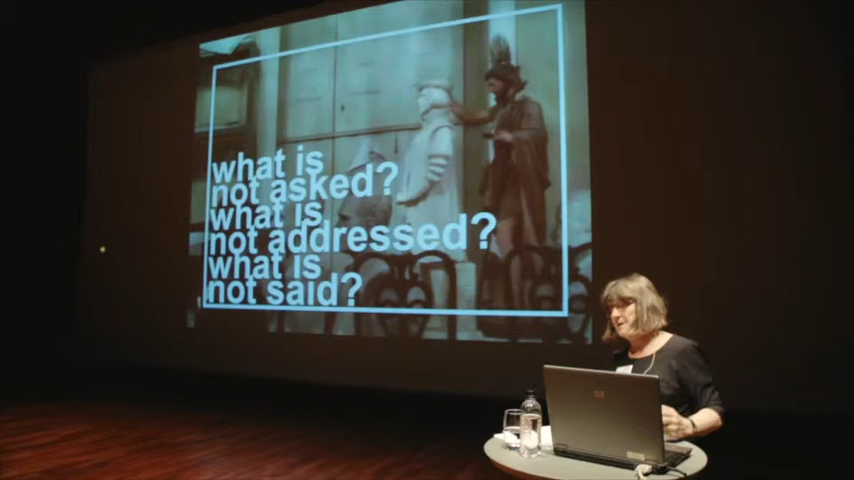 what is
not asked?
what is
not addressed?
what is
not said?